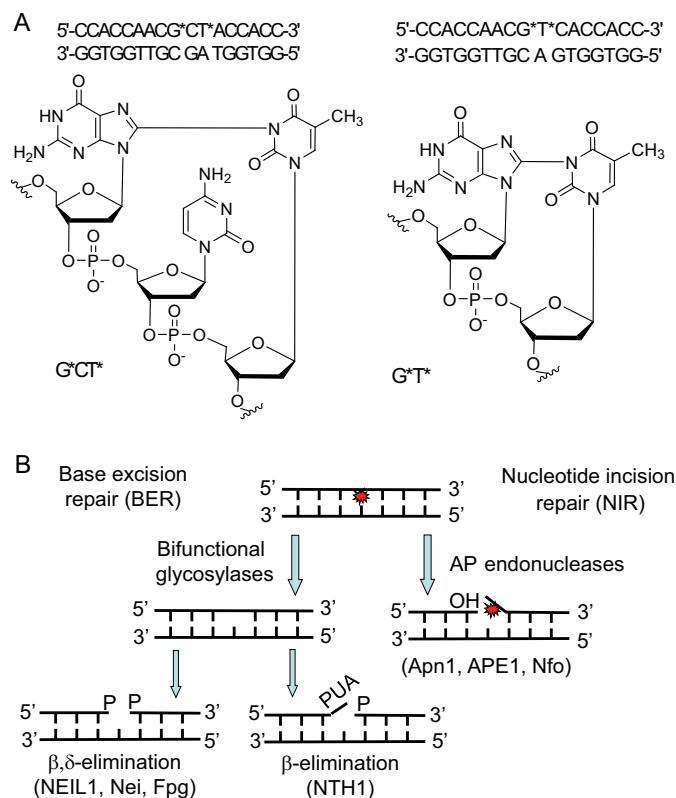 A
5'-CCACCAACG*CT*ACCACC-3'
3'-GGTGGTTGC GA TGGTGG-5'
5'-CCACCAACG*T*CACCACC-3'
3'-GGTGGTTGC A GTGGTGG-5'
O
HN
N
H₂N
N
N
O
N
O
N
CH₃
NH₂
N
N
O
O
O
O
P
O⁻
O
O
O
O
P
O⁻
O
O
O
G*CT*
O
HN
N
H₂N
N
N
O
N
O
N
CH₃
O
O
O
O
P
O⁻
O
O
O
G*T*
B
Base excision
repair (BER)
5' 3'
3' 5'
Nucleotide incision
repair (NIR)
Bifunctional
glycosylases
AP endonucleases
5' 3'
3' 5'
OH
5' 3'
3' 5'
(Apn1, APE1, Nfo)
P P
5' 3'
3' 5'
β,δ-elimination
(NEIL1, Nei, Fpg)
PUA P
5' 3'
3' 5'
β-elimination
(NTH1)